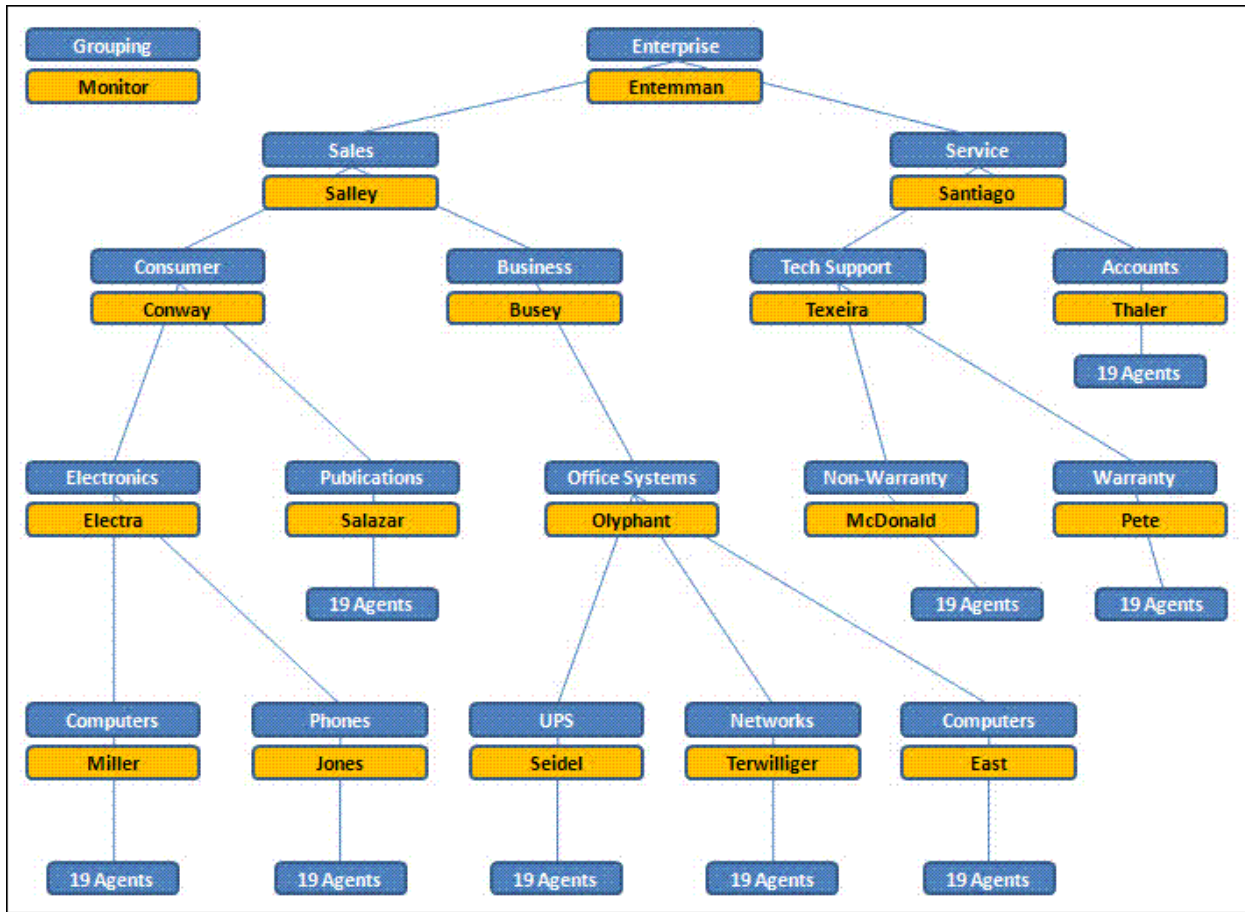 Grouping
Enterprise
Monitor
Entemman
Sales
Service
Salley
Santiago
Consumer
Business
Tech Support
Accounts
Conway
Busey
Texeira
Thaler
19 Agents
Electronics
Publications
Office Systems
Non-Warranty
Warranty
Electra
Salazar
Olyphant
McDonald
Pete
19 Agents
19 Agents
19 Agents
Computers
Phones
UPS
Networks
Computers
Miller
Jones
Seidel
Terwilliger
East
19 Agents
19 Agents
19 Agents
19 Agents
19 Agents